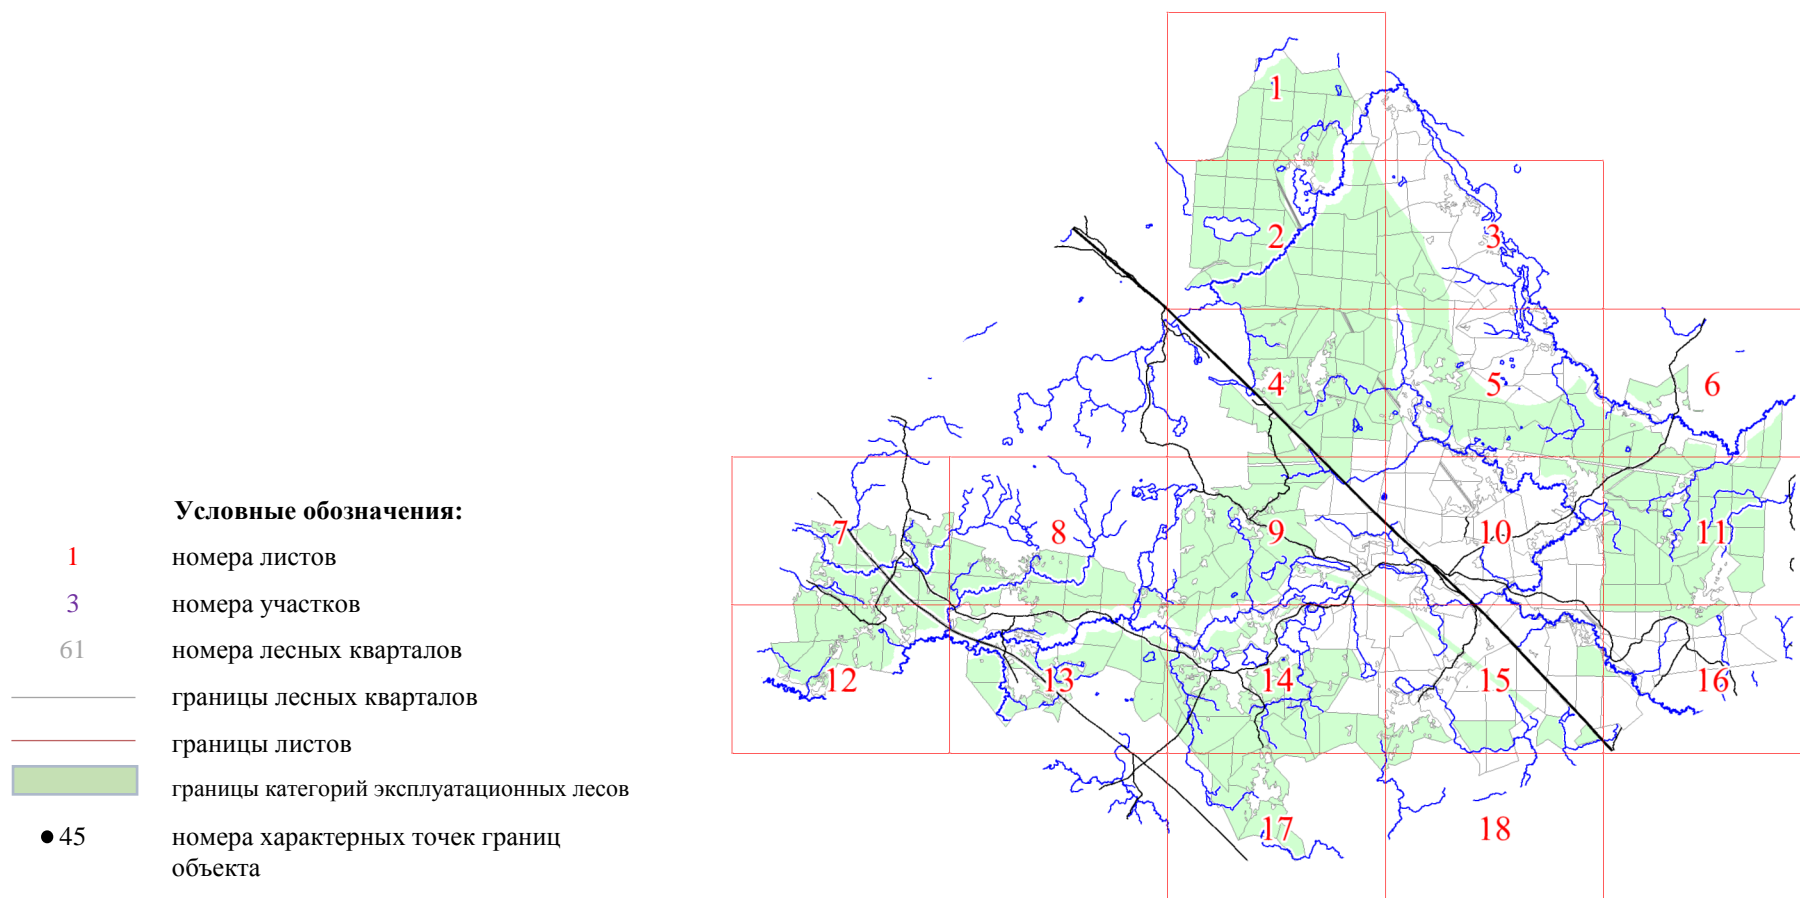 Условные обозначения:
1 номера листов
3 номера участков
61 номера лесных кварталов
границы лесных кварталов
границы листов
границы категорий эксплуатационных лесов
45 номера характерных точек границ
объекта
1
2
3
4
5
6
7
8
9
10
11
12
13
14
15
16
17
18